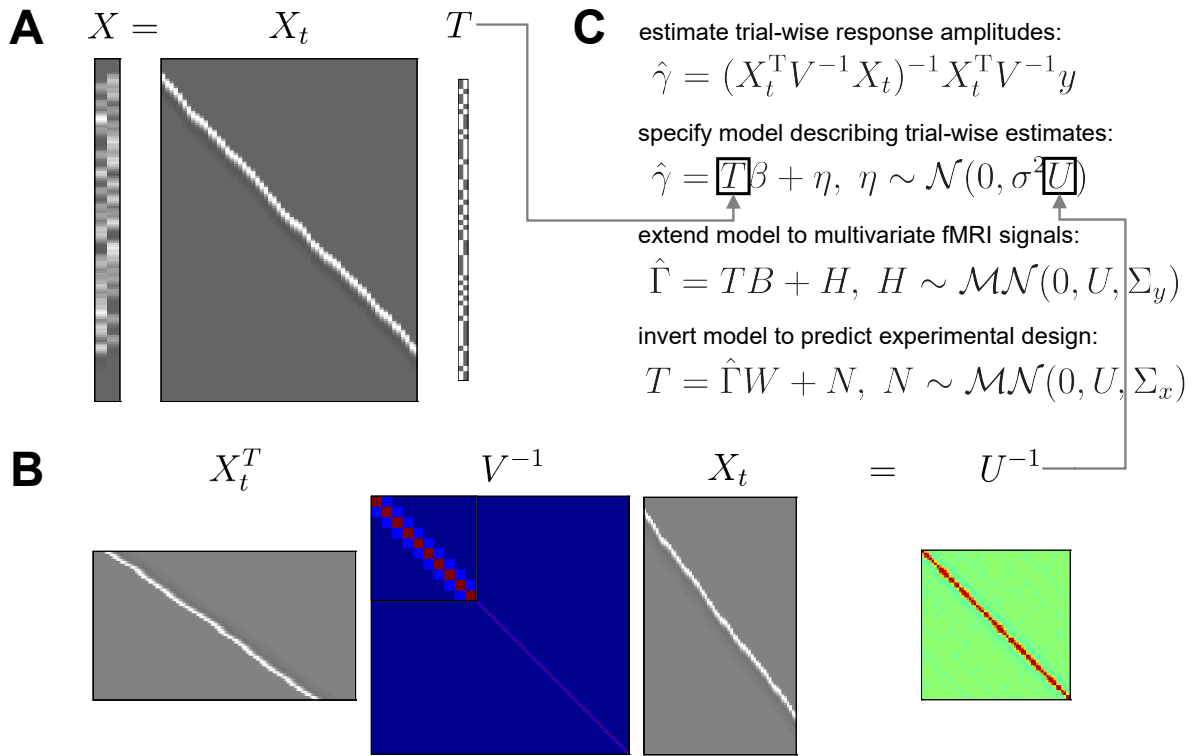 A X = X_t T
C
estimate trial-wise response amplitudes:
γ̂ = (X_t^T V^{-1} X_t)^{-1} X_t^T V^{-1} y
specify model describing trial-wise estimates:
γ̂ = Tβ + η, η ∼ 𝒩(0, σ²U)
extend model to multivariate fMRI signals:
Γ̂ = TB + H, H ∼ ℳ𝒩(0, U, Σ_y)
invert model to predict experimental design:
T = Γ̂W + N, N ∼ ℳ𝒩(0, U, Σ_x)
B X_t^T V^{-1} X_t = U^{-1}